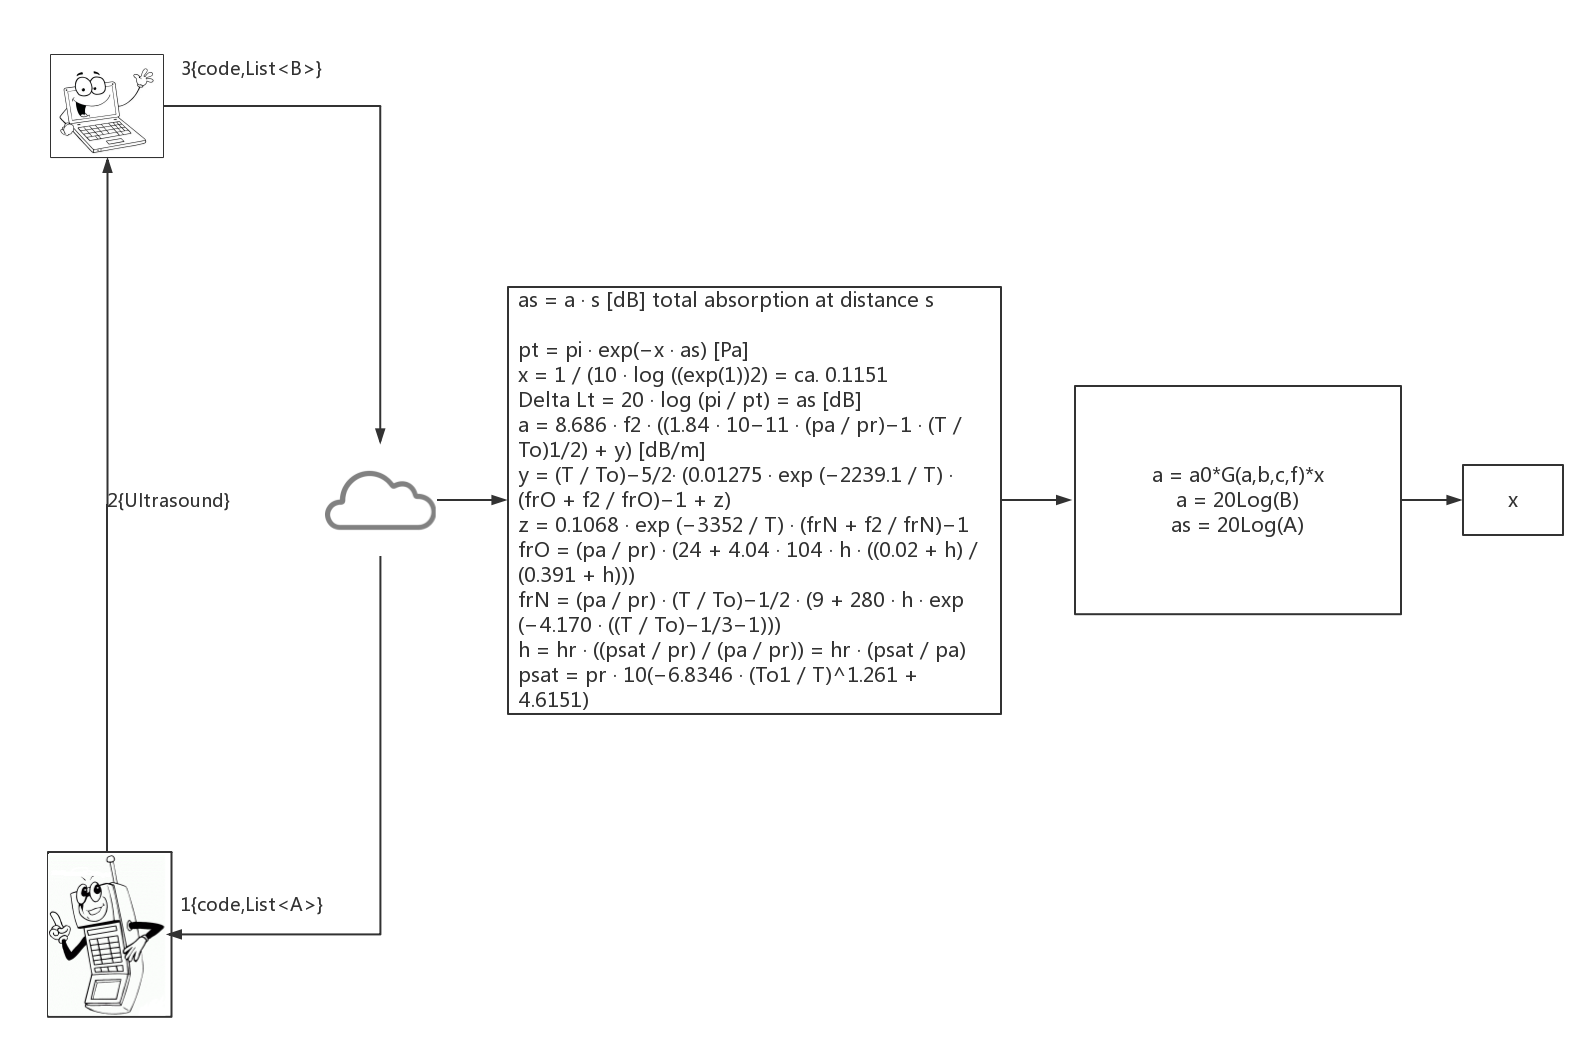 3{code,List<B>}
2{Ultrasound}
1{code,List<A>}
as = a · s [dB] total absorption at distance s
pt = pi · exp(−x · as) [Pa]
x = 1 / (10 · log ((exp(1))2) = ca. 0.1151
Delta Lt = 20 · log (pi / pt) = as [dB]
a = 8.686 · f2 · ((1.84 · 10−11 · (pa / pr)−1 · (T /
To)1/2) + y) [dB/m]
y = (T / To)−5/2· (0.01275 · exp (−2239.1 / T) ·
(frO + f2 / frO)−1 + z)
z = 0.1068 · exp (−3352 / T) · (frN + f2 / frN)−1
frO = (pa / pr) · (24 + 4.04 · 104 · h · ((0.02 + h) /
(0.391 + h)))
frN = (pa / pr) · (T / To)−1/2 · (9 + 280 · h · exp
(−4.170 · ((T / To)−1/3−1)))
h = hr · ((psat / pr) / (pa / pr)) = hr · (psat / pa)
psat = pr · 10(−6.8346 · (To1 / T)^1.261 +
4.6151)
a = a0*G(a,b,c,f)*x
a = 20Log(B)
as = 20Log(A)
x